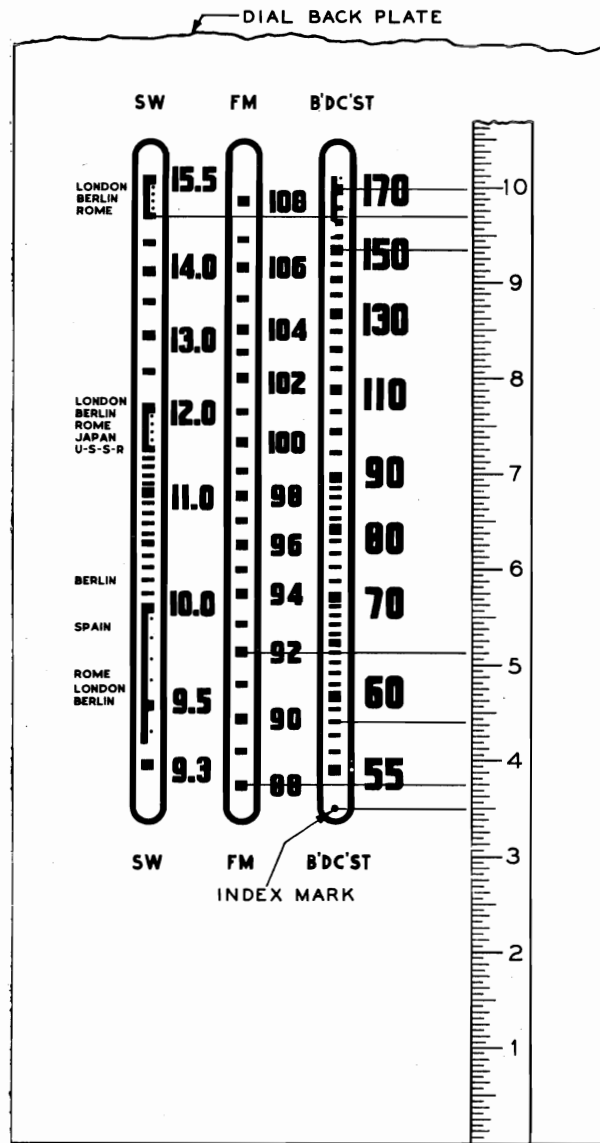 DIAL BACK PLATE
SW FM B'DC'ST
LONDON
BERLIN
ROME
15.5
14.0
13.0
LONDON
BERLIN
ROME
JAPAN
U-S-S-R
12.0
11.0
BERLIN
10.0
SPAIN
ROME
LONDON
BERLIN
9.5
9.3
108
106
104
102
100
98
96
94
92
90
88
170
150
130
110
90
80
70
60
55
10
9
8
7
6
5
4
3
2
1
SW FM B'DC'ST
INDEX MARK